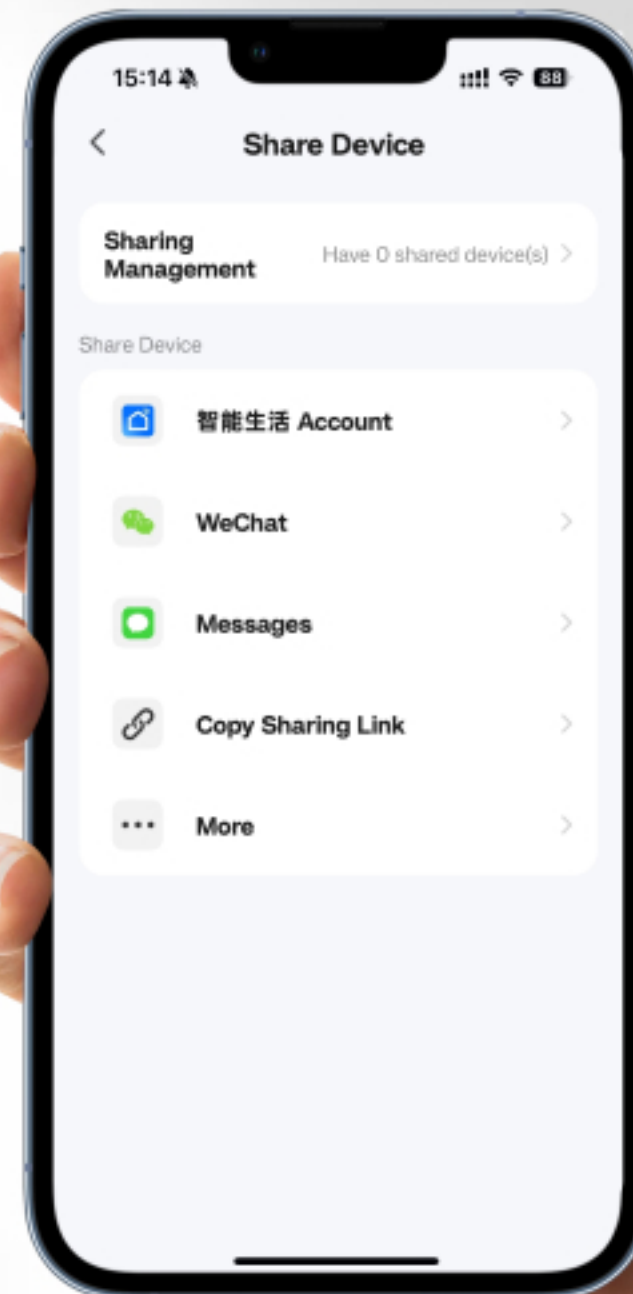 15:14 88
Share Device
Sharing
Management
Have 0 shared device(s)
Share Device
智能生活 Account
WeChat
Messages
Copy Sharing Link
More